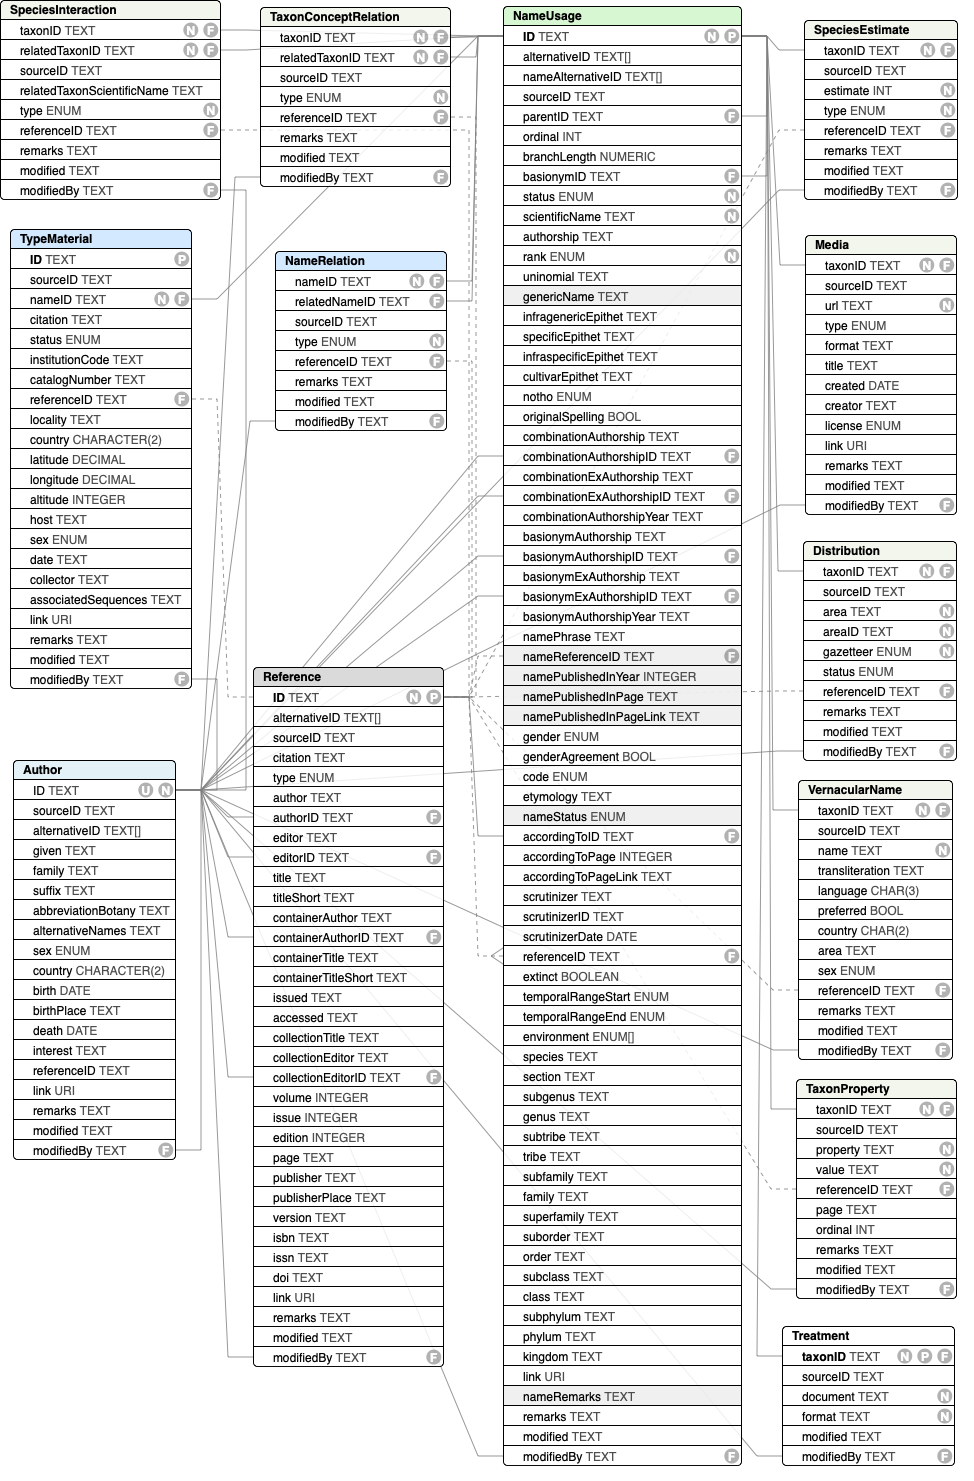 SpeciesInteraction
taxonID TEXT N F
relatedTaxonID TEXT N F
sourceID TEXT
relatedTaxonScientificName TEXT
type ENUM N
referenceID TEXT F
remarks TEXT
modified TEXT
modifiedBy TEXT F
TaxonConceptRelation
taxonID TEXT N F
relatedTaxonID TEXT N F
sourceID TEXT
type ENUM N
referenceID TEXT F
remarks TEXT
modified TEXT
modifiedBy TEXT F
TypeMaterial
ID TEXT P
sourceID TEXT
nameID TEXT N F
citation TEXT
status ENUM
institutionCode TEXT
catalogNumber TEXT
referenceID TEXT F
locality TEXT
country CHARACTER(2)
latitude DECIMAL
longitude DECIMAL
altitude INTEGER
host TEXT
sex ENUM
date TEXT
collector TEXT
associatedSequences TEXT
link URI
remarks TEXT
modified TEXT
modifiedBy TEXT F
NameRelation
nameID TEXT N F
relatedNameID TEXT F
sourceID TEXT
type ENUM N
referenceID TEXT F
remarks TEXT
modified TEXT
modifiedBy TEXT F
Author
ID TEXT U N
sourceID TEXT
alternativeID TEXT[]
given TEXT
family TEXT
suffix TEXT
abbreviationBotany TEXT
alternativeNames TEXT
sex ENUM
country CHARACTER(2)
birth DATE
birthPlace TEXT
death DATE
interest TEXT
referenceID TEXT
link URI
remarks TEXT
modified TEXT
modifiedBy TEXT F
Reference
ID TEXT N P
alternativeID TEXT[]
sourceID TEXT
citation TEXT
type ENUM
author TEXT
authorID TEXT F
editor TEXT
editorID TEXT F
title TEXT
titleShort TEXT
containerAuthor TEXT
containerAuthorID TEXT F
containerTitle TEXT
containerTitleShort TEXT
issued TEXT
accessed TEXT
collectionTitle TEXT
collectionEditor TEXT
collectionEditorID TEXT F
volume INTEGER
issue INTEGER
edition INTEGER
page TEXT
publisher TEXT
publisherPlace TEXT
version TEXT
isbn TEXT
issn TEXT
doi TEXT
link URI
remarks TEXT
modified TEXT
modifiedBy TEXT F
NameUsage
ID TEXT N P
alternativeID TEXT[]
nameAlternativeID TEXT[]
sourceID TEXT
parentID TEXT F
ordinal INT
branchLength NUMERIC
basionymID TEXT F
status ENUM N
scientificName TEXT N
authorship TEXT
rank ENUM N
uninomial TEXT
genericName TEXT
infragenericEpithet TEXT
specificEpithet TEXT
infraspecificEpithet TEXT
cultivarEpithet TEXT
notho ENUM
originalSpelling BOOL
combinationAuthorship TEXT
combinationAuthorshipID TEXT F
combinationExAuthorship TEXT
combinationExAuthorshipID TEXT F
combinationAuthorshipYear TEXT
basionymAuthorship TEXT
basionymAuthorshipID TEXT F
basionymExAuthorship TEXT
basionymExAuthorshipID TEXT F
basionymAuthorshipYear TEXT
namePhrase TEXT
nameReferenceID TEXT F
namePublishedInYear INTEGER
namePublishedInPage TEXT
namePublishedInPageLink TEXT
gender ENUM
genderAgreement BOOL
code ENUM
etymology TEXT
nameStatus ENUM
accordingToID TEXT F
accordingToPage INTEGER
accordingToPageLink TEXT
scrutinizer TEXT
scrutinizerID TEXT
scrutinizerDate DATE
referenceID TEXT F
extinct BOOLEAN
temporalRangeStart ENUM
temporalRangeEnd ENUM
environment ENUM[]
species TEXT
section TEXT
subgenus TEXT
genus TEXT
subtribe TEXT
tribe TEXT
subfamily TEXT
family TEXT
superfamily TEXT
suborder TEXT
order TEXT
subclass TEXT
class TEXT
subphylum TEXT
phylum TEXT
kingdom TEXT
link URI
nameRemarks TEXT
remarks TEXT
modified TEXT
modifiedBy TEXT F
SpeciesEstimate
taxonID TEXT N F
sourceID TEXT
estimate INT N
type ENUM N
referenceID TEXT F
remarks TEXT
modified TEXT
modifiedBy TEXT F
Media
taxonID TEXT N F
sourceID TEXT
url TEXT N
type ENUM
format TEXT
title TEXT
created DATE
creator TEXT
license ENUM
link URI
remarks TEXT
modified TEXT
modifiedBy TEXT F
Distribution
taxonID TEXT N F
sourceID TEXT
area TEXT N
areaID TEXT N
gazetteer ENUM N
status ENUM
referenceID TEXT F
remarks TEXT
modified TEXT
modifiedBy TEXT F
VernacularName
taxonID TEXT N F
sourceID TEXT
name TEXT N
transliteration TEXT
language CHAR(3)
preferred BOOL
country CHAR(2)
area TEXT
sex ENUM
referenceID TEXT F
remarks TEXT
modified TEXT
modifiedBy TEXT F
TaxonProperty
taxonID TEXT N F
sourceID TEXT
property TEXT N
value TEXT N
referenceID TEXT F
page TEXT
ordinal INT
remarks TEXT
modified TEXT
modifiedBy TEXT F
Treatment
taxonID TEXT N P F
sourceID TEXT
document TEXT N
format TEXT N
modified TEXT
modifiedBy TEXT F